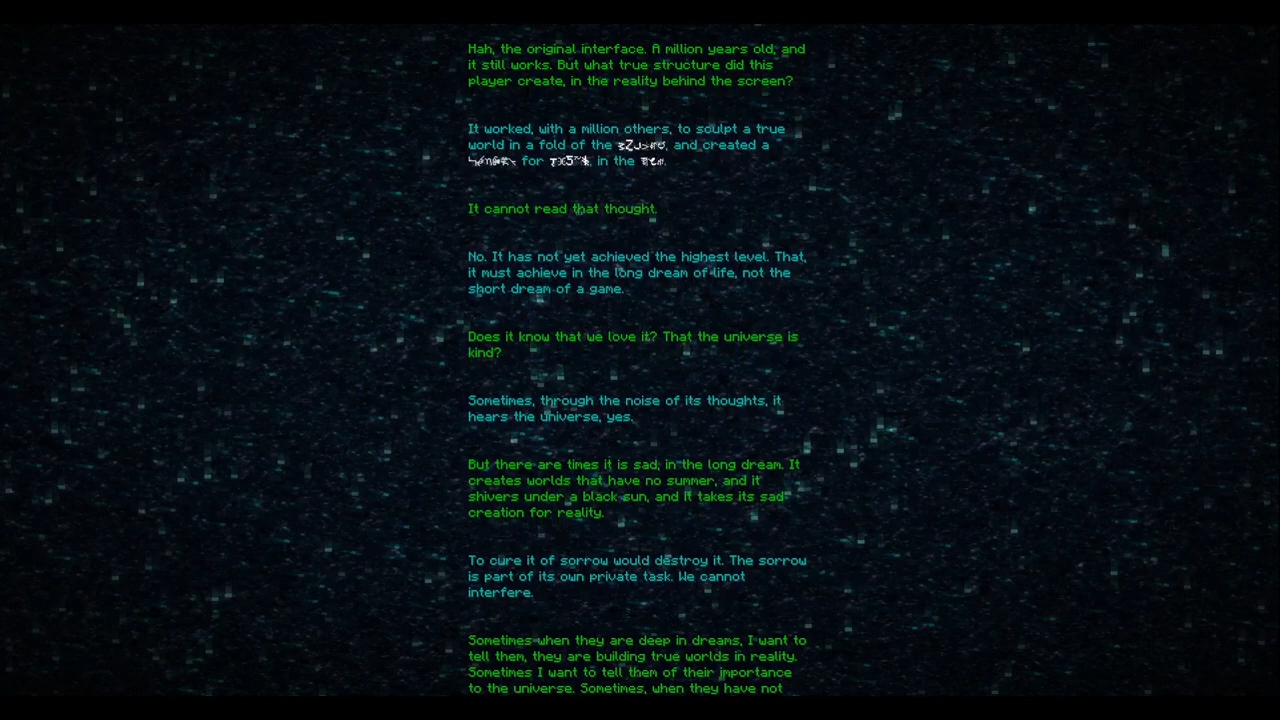 Hah, the original interface. A million years old, and
it still works. But what true structure did this
player create, in the reality behind the screen?
It worked, with a million others, to sculpt a true
world in a fold of the , and created a
for , in the .
It cannot read that thought.
No. It has not yet achieved the highest level. That,
it must achieve in the long dream of life, not the
short dream of a game.
Does it know that we love it? That the universe is
kind?
Sometimes, through the noise of its thoughts, it
hears the universe, yes.
But there are times it is sad, in the long dream. It
creates worlds that have no summer, and it
shivers under a black sun, and it takes its sad
creation for reality.
To cure it of sorrow would destroy it. The sorrow
is part of its own private task. We cannot
interfere.
Sometimes when they are deep in dreams, I want to
tell them, they are building true worlds in reality.
Sometimes I want to tell them of their importance
to the universe. Sometimes, when they have not